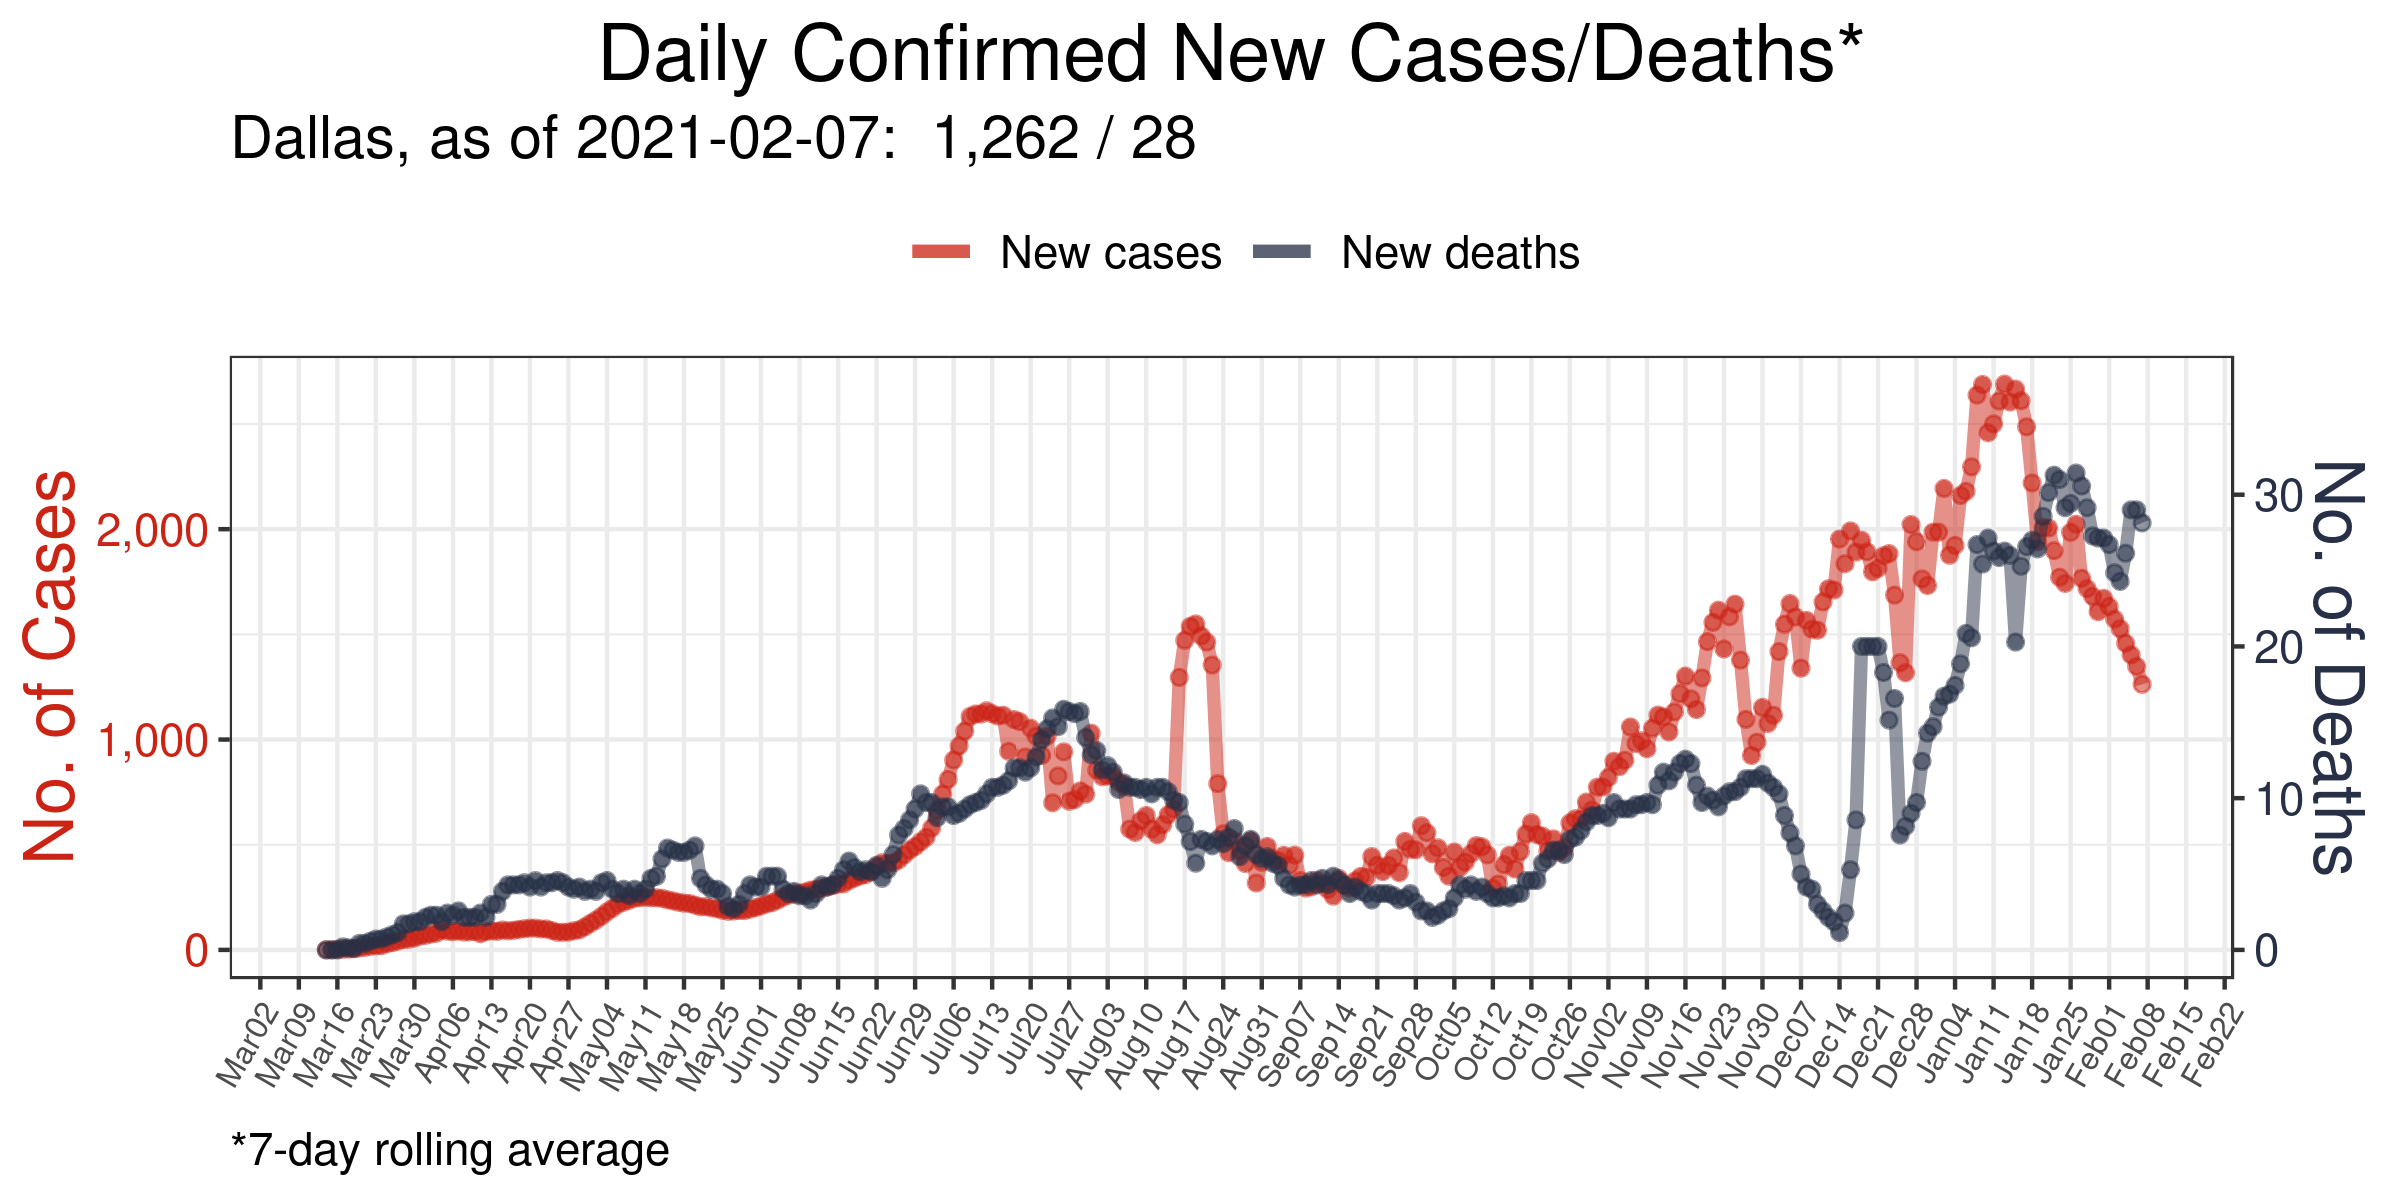 Daily Confirmed New Cases/Deaths*
Dallas, as of 2021-02-07:  1,262 / 28
New cases
New deaths
No. of Cases
2,000
1,000
0
30
20
10
0
No. of Deaths
Mar02
Mar09
Mar16
Mar23
Mar30
Apr06
Apr13
Apr20
Apr27
May04
May11
May18
May25
Jun01
Jun08
Jun15
Jun22
Jun29
Jul06
Jul13
Jul20
Jul27
Aug03
Aug10
Aug17
Aug24
Aug31
Sep07
Sep14
Sep21
Sep28
Oct05
Oct12
Oct19
Oct26
Nov02
Nov09
Nov16
Nov23
Nov30
Dec07
Dec14
Dec21
Dec28
Jan04
Jan11
Jan18
Jan25
Feb01
Feb08
Feb15
Feb22
*7-day rolling average